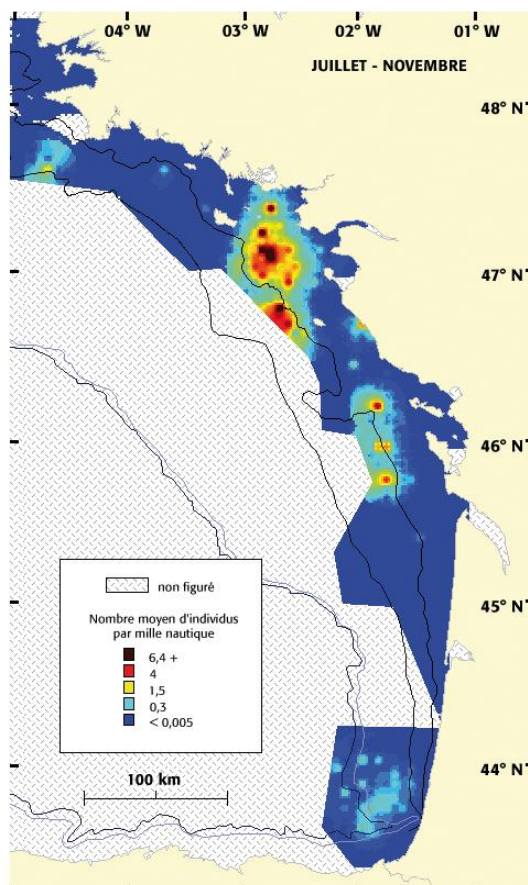 04° W 03° W 02° W 01° W
JUILLET - NOVEMBRE
48° N
47° N
46° N
45° N
non figuré
Nombre moyen d'individus
par mille nautique
6,4 +
4
1,5
0,3
< 0,005
44° N
100 km